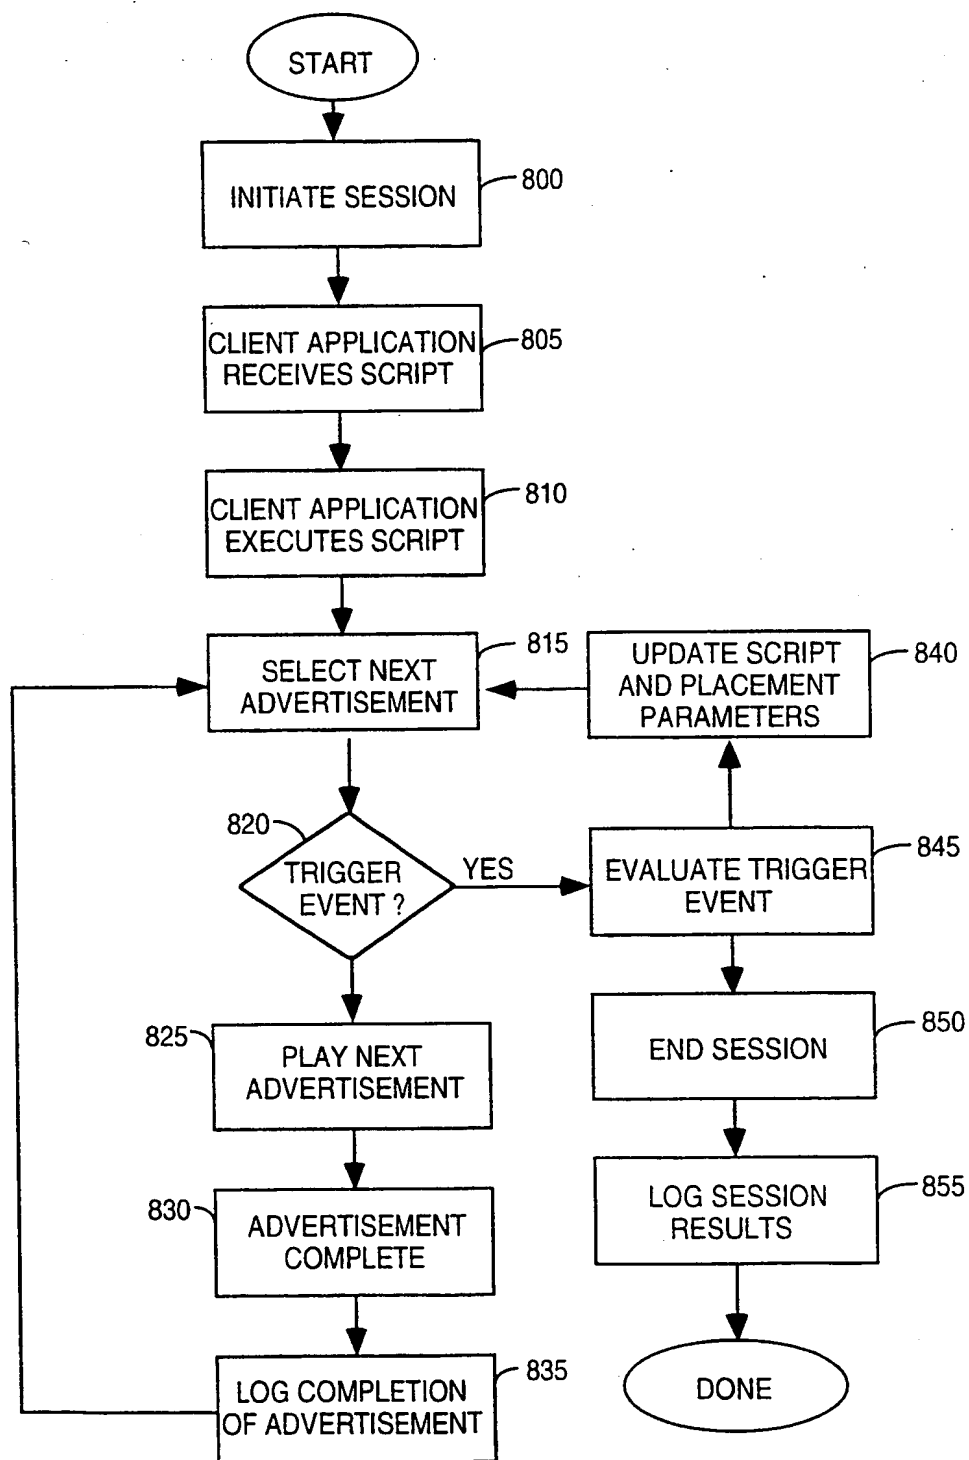 START
INITIATE SESSION
800
CLIENT APPLICATION
RECEIVES SCRIPT
805
CLIENT APPLICATION
EXECUTES SCRIPT
810
SELECT NEXT
ADVERTISEMENT
815
UPDATE SCRIPT
AND PLACEMENT
PARAMETERS
840
820
TRIGGER
EVENT ?
YES
EVALUATE TRIGGER
EVENT
845
825
PLAY NEXT
ADVERTISEMENT
END SESSION
850
830
ADVERTISEMENT
COMPLETE
LOG SESSION
RESULTS
855
LOG COMPLETION
OF ADVERTISEMENT
835
DONE